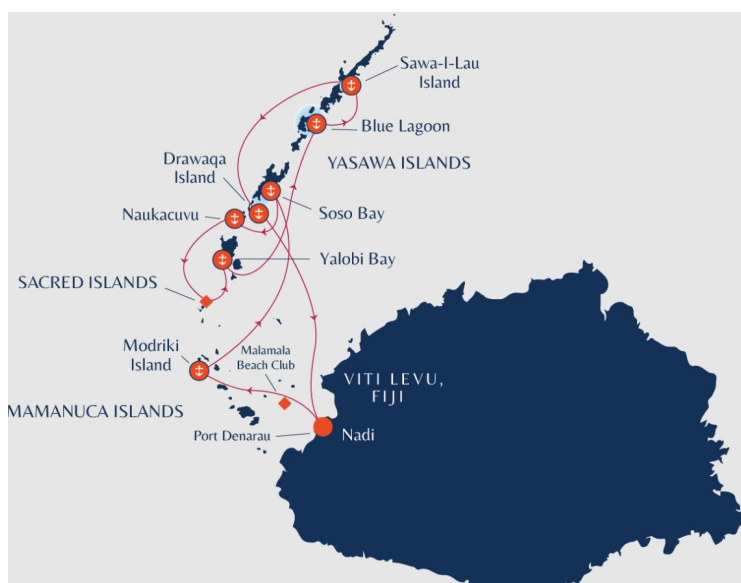 Sawa-I-Lau
Island
Blue Lagoon
YASAWA ISLANDS
Drawaqa
Island
Naukacuvu
Soso Bay
Yalobi Bay
SACRED ISLANDS
Modriki
Island
Malamala
Beach Club
VITI LEVU,
FIJI
MAMANUCA ISLANDS
Port Denarau
Nadi